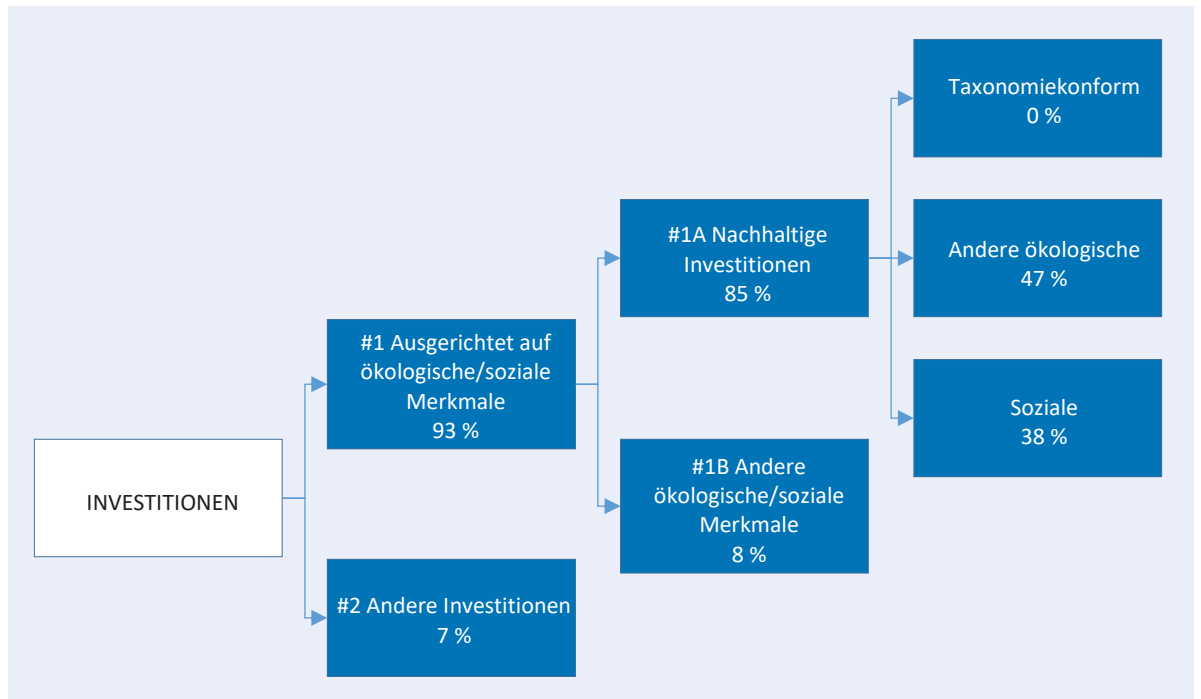 INVESTITIONEN
#1 Ausgerichtet auf
ökologische/soziale
Merkmale
93 %
#2 Andere Investitionen
7 %
#1A Nachhaltige
Investitionen
85 %
#1B Andere
ökologische/soziale
Merkmale
8 %
Taxonomiekonform
0 %
Andere ökologische
47 %
Soziale
38 %